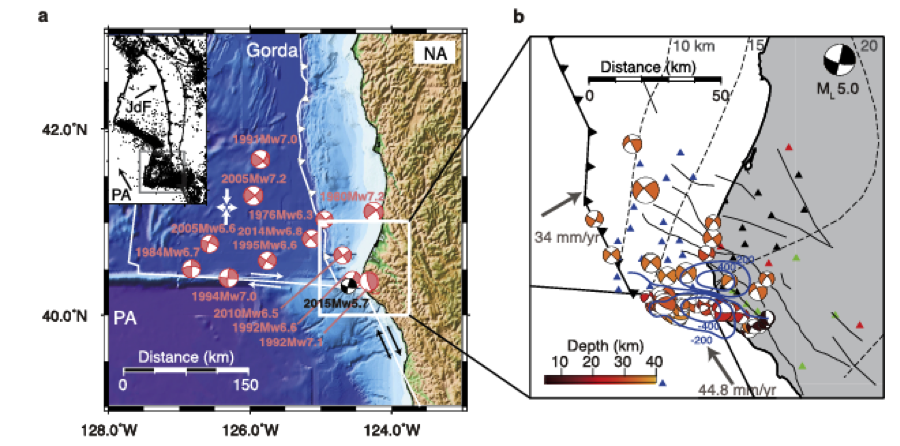 a
Gorda
NA
JdF
PA
42.0°N
1991Mw7.0
2005Mw7.2
1980Mw7.2
1976Mw6.3
2005Mw6.6
2014Mw6.8
1984Mw6.7
1995Mw6.6
1994Mw7.0
2015Mw5.7
2010Mw6.5
1992Mw6.6
1992Mw7.1
40.0°N
PA
Distance (km)
0 150
128.0°W 126.0°W 124.0°W
b
10 km 15 20
Distance (km)
0 50
ML 5.0
34 mm/yr
-200
-400
-400
-200
Depth (km)
10 20 30 40
44.8 mm/yr